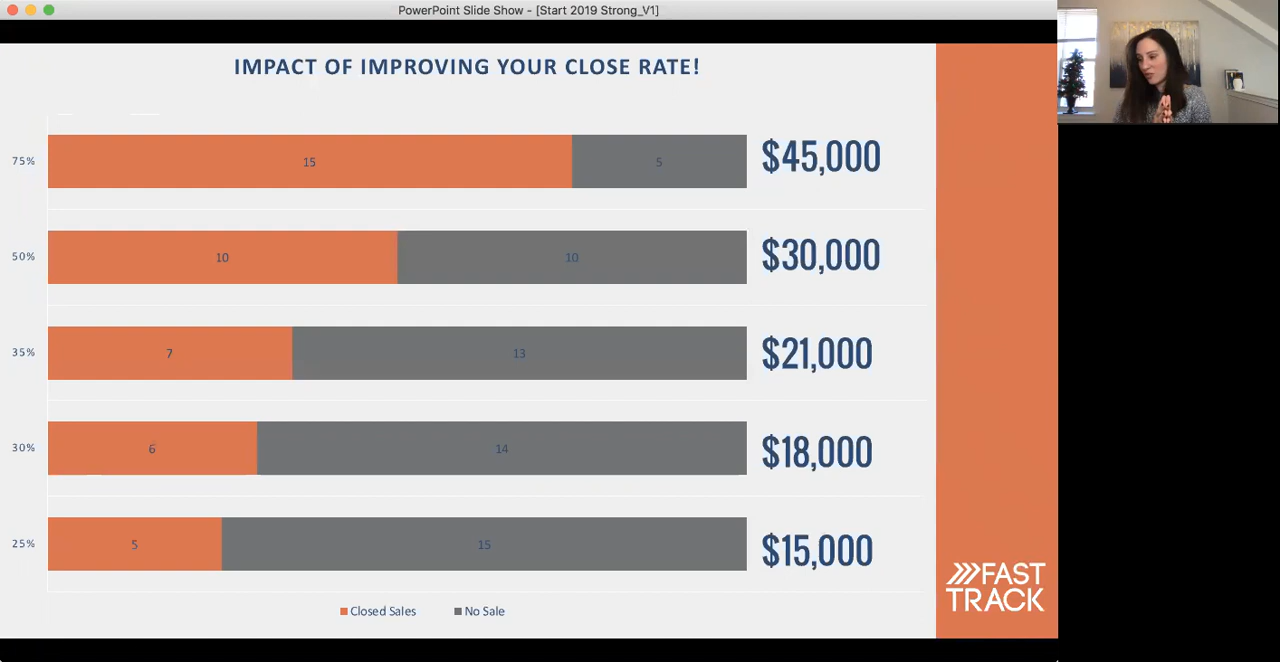 PowerPoint Slide Show - [Start 2019 Strong_V1]
IMPACT OF IMPROVING YOUR CLOSE RATE!
75% 15 5 $45,000
50% 10 10 $30,000
35% 7 13 $21,000
30% 6 14 $18,000
25% 5 15 $15,000
Closed Sales No Sale
FAST
TRACK